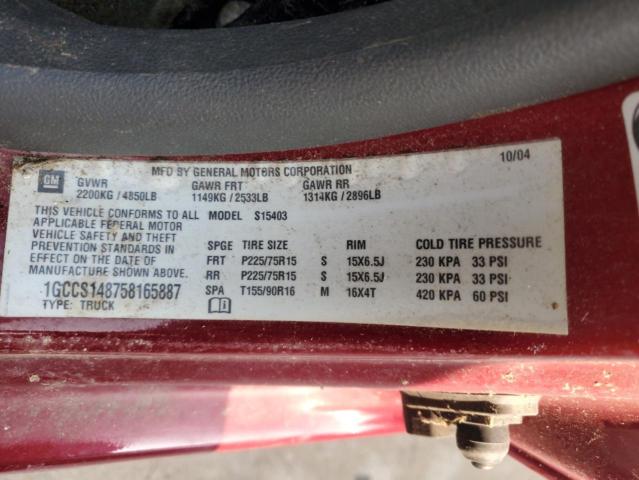 MFD BY GENERAL MOTORS CORPORATION 10/04
GM GVWR GAWR FRT GAWR RR
2200KG / 4850LB 1149KG / 2533LB 1314KG / 2896LB
THIS VEHICLE CONFORMS TO ALL MODEL S15403
APPLICABLE FEDERAL MOTOR
VEHICLE SAFETY AND THEFT SPGE TIRE SIZE RIM COLD TIRE PRESSURE
PREVENTION STANDARDS IN FRT P225/75R15 S 15X6.5J 230 KPA 33 PSI
EFFECT ON THE DATE OF RR P225/75R15 S 15X6.5J 230 KPA 33 PSI
MANUFACTURE SHOWN ABOVE. SPA T155/90R16 M 16X4T 420 KPA 60 PSI
1GCCS148758165887
TYPE: TRUCK